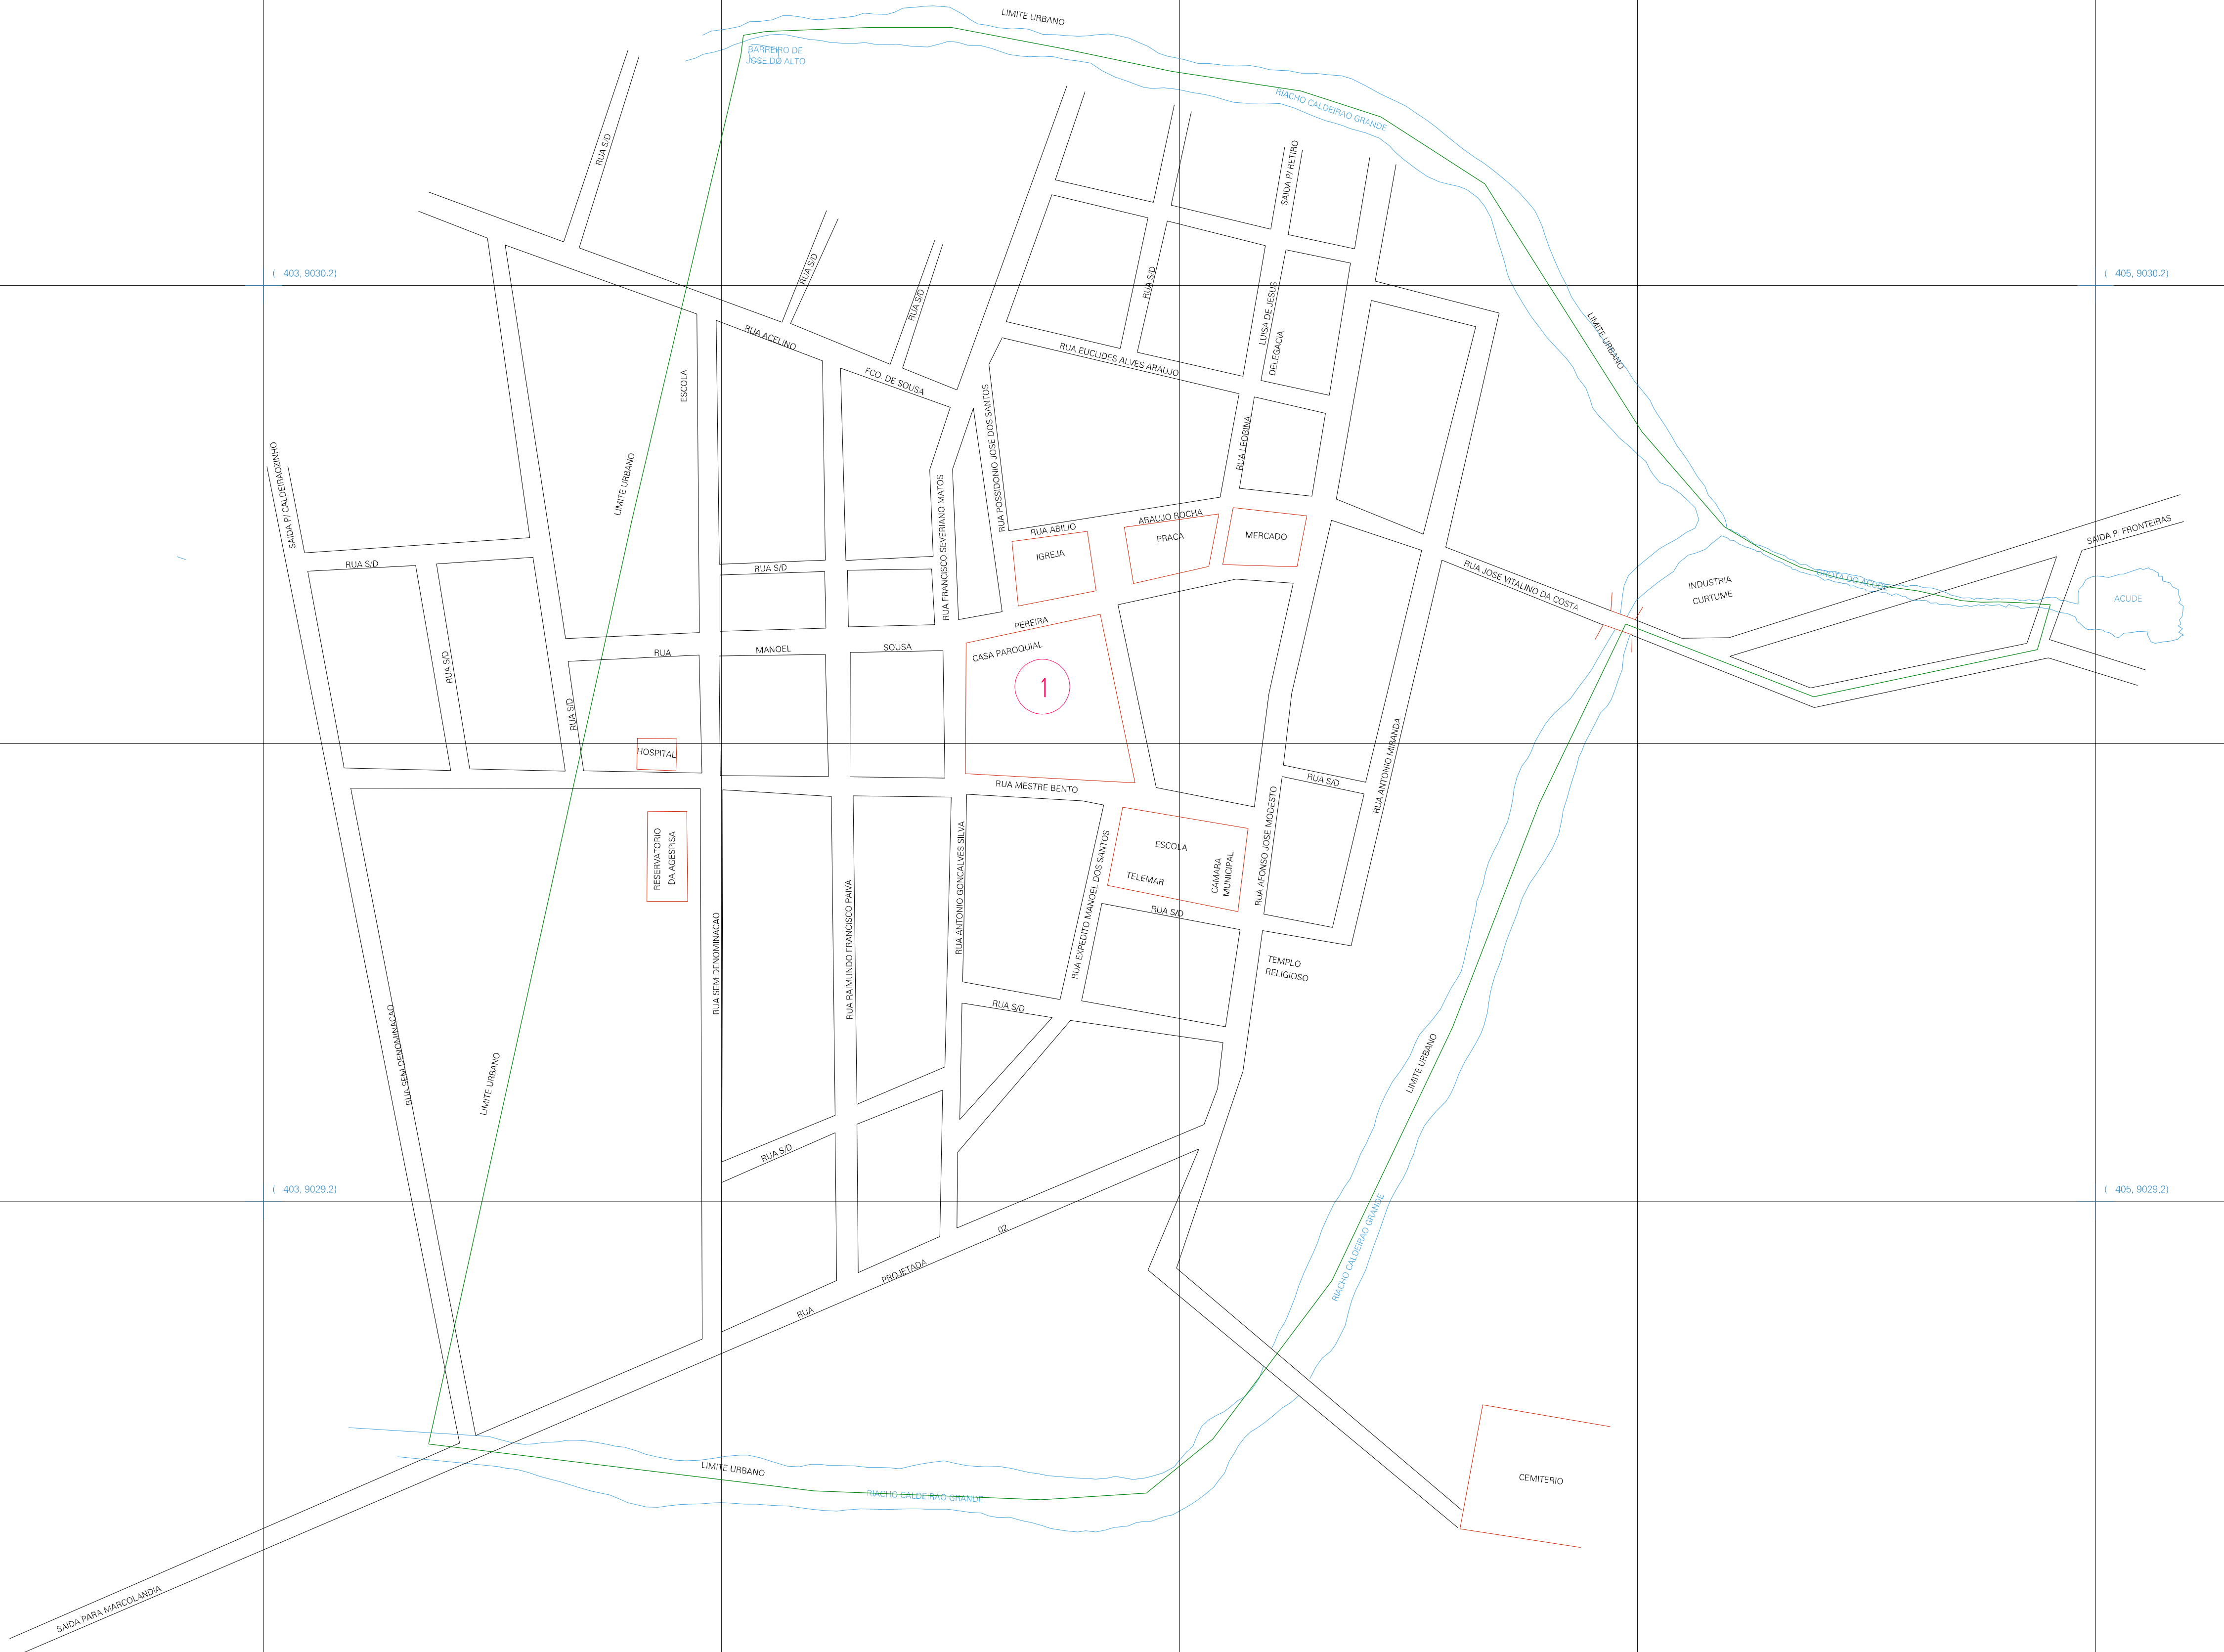 LIMITE URBANO
BARREIRO DE
JOSE DO ALTO
RIACHO CALDEIRAO GRANDE
RUA S/D
SAIDA P/ RETIRO
( 403, 9030.2)
( 405, 9030.2)
RUA S/D
RUA S/D
RUA S/D
LUISA DE JESUS
DELEGACIA
LIMITE URBANO
RUA ACELINO
FCO. DE SOUSA
RUA EUCLIDES ALVES ARAUJO
ESCOLA
RUA POSSIDONIO JOSE DOS SANTOS
RUA LEOBINA
SAIDA P/ CALDEIRAOZINHO
LIMITE URBANO
RUA FRANCISCO SEVERIANO MATOS
RUA ABILIO
ARAUJO ROCHA
IGREJA
PRACA
MERCADO
SAIDA P/ FRONTEIRAS
RUA S/D
RUA S/D
RUA JOSE VITALINO DA COSTA
INDUSTRIA
CURTUME
GROTA DO ACUDE
ACUDE
PEREIRA
RUA
MANOEL
SOUSA
CASA PAROQUIAL
1
RUA S/D
RUA S/D
HOSPITAL
RUA ANTONIO MIRANDA
RUA S/D
RUA MESTRE BENTO
RUA AFONSO JOSE MODESTO
RESERVATORIO
DA AGESPISA
ESCOLA
TELEMAR
CAMARA
MUNICIPAL
RUA SEM DENOMINACAO
RUA RAIMUNDO FRANCISCO PAIVA
RUA ANTONIO GONCALVES SILVA
RUA EXPEDITO MANOEL DOS SANTOS
RUA S/D
TEMPLO
RELIGIOSO
RUA S/D
RUA SEM DENOMINACAO
LIMITE URBANO
LIMITE URBANO
RUA S/D
( 403, 9029.2)
( 405, 9029.2)
RIACHO CALDEIRAO GRANDE
RUA
PROJETADA
02
LIMITE URBANO
RIACHO CALDEIRAO GRANDE
CEMITERIO
SAIDA PARA MARCOLANDIA